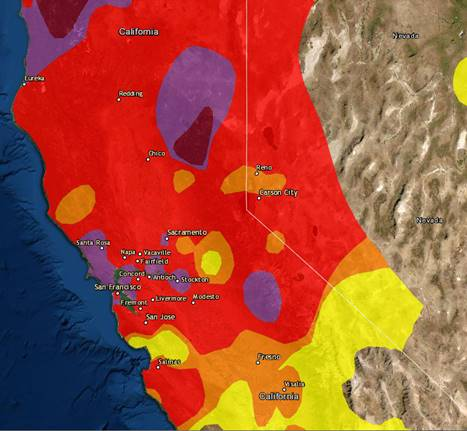 California
Nevada
Eureka
Redding
Chico
Reno
Carson City
Nevada
Sacramento
Santa Rosa
Napa
Vacaville
Fairfield
Concord
Antioch
Stockton
San Francisco
Fremont
Livermore
Modesto
San Jose
Salinas
Fresno
Visalia
California